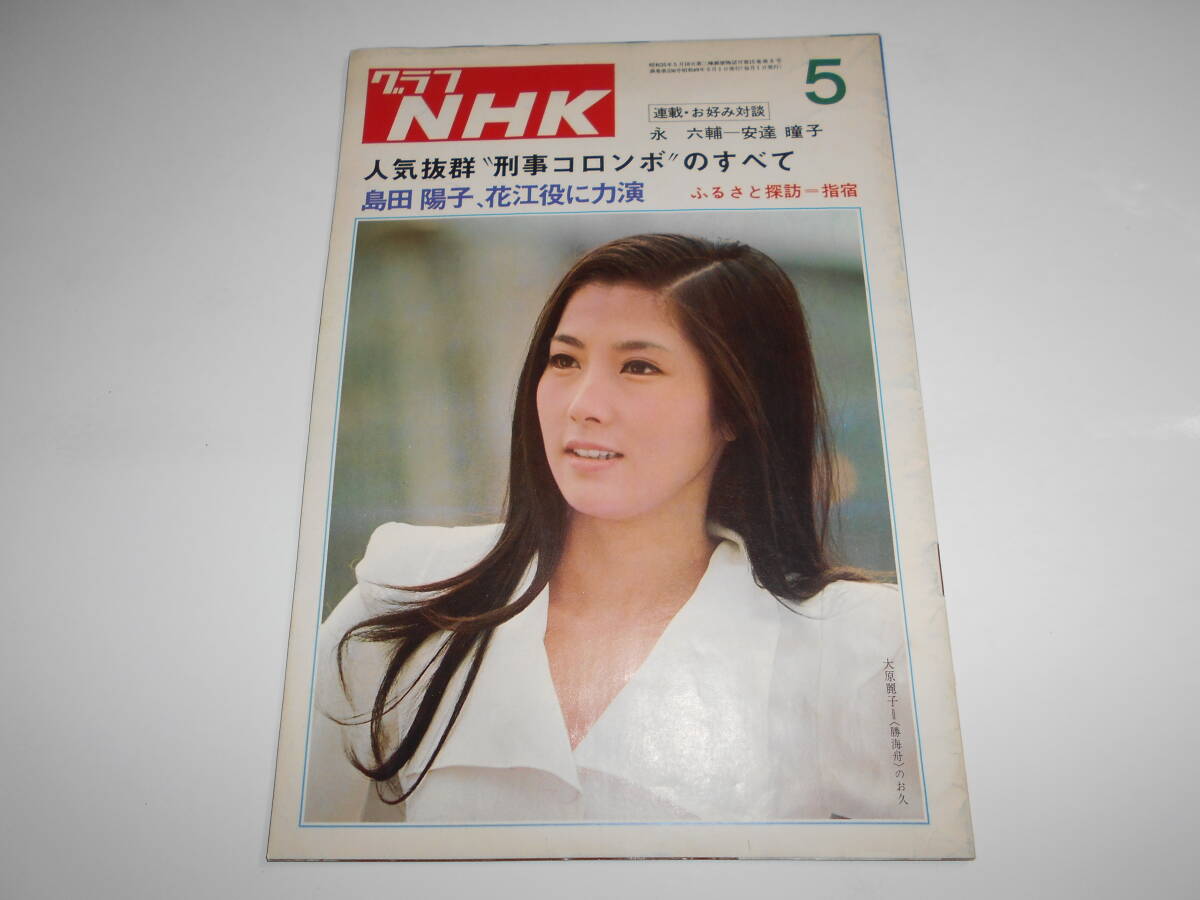 グラフ
NHK
5
連載・お好み対談
永 六輔―安達 瞳子
人気抜群〝刑事コロンボ〟のすべて
島田 陽子、花江役に力演
ふるさと探訪=指宿
大原麗子=〈勝海舟〉のお久